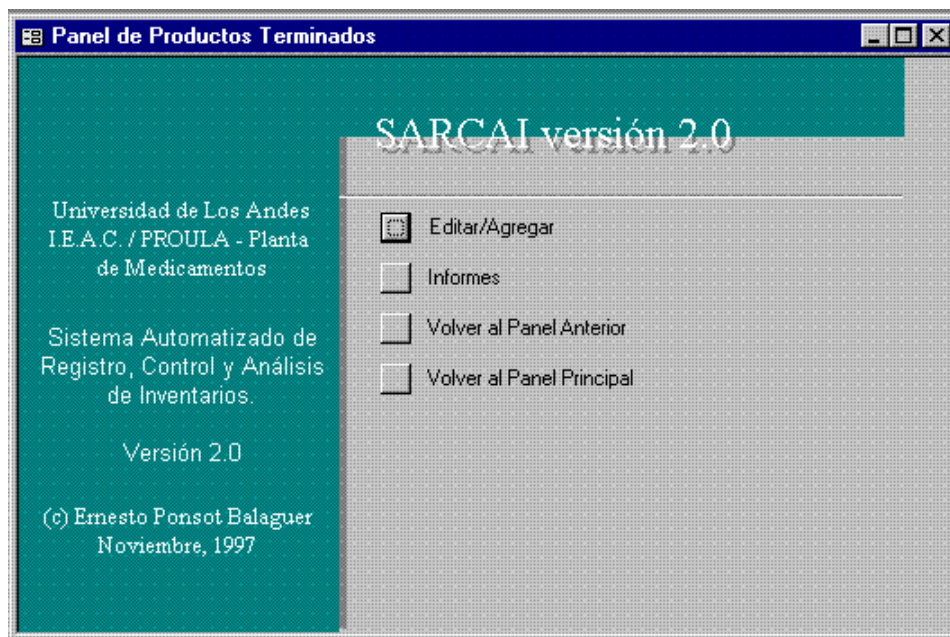 Panel de Productos Terminados
SARCAI versión 2.0
Universidad de Los Andes
I.E.A.C. / PROULA - Planta
de Medicamentos
Sistema Automatizado de
Registro, Control y Análisis
de Inventarios.
Versión 2.0
(c) Ernesto Ponsot Balaguer
Noviembre, 1997
Editar/Agregar
Informes
Volver al Panel Anterior
Volver al Panel Principal